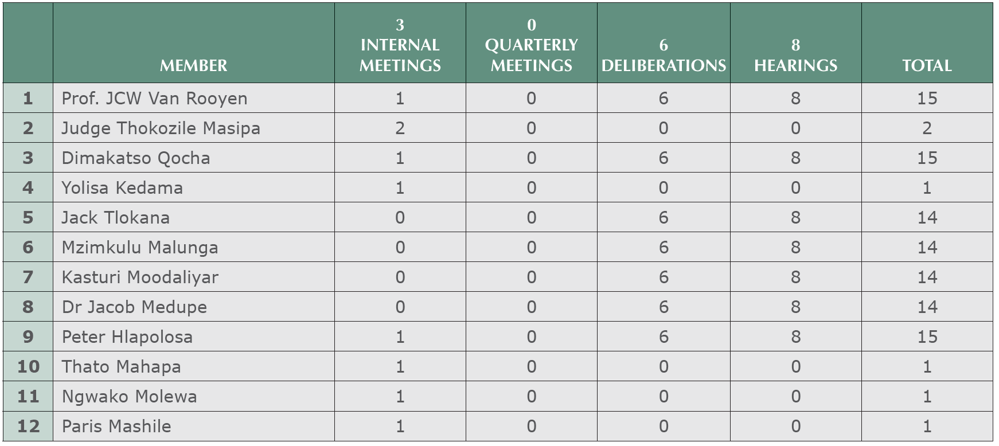 MEMBER 3 INTERNAL MEETINGS 0 QUARTERLY MEETINGS 6 DELIBERATIONS 8 HEARINGS TOTAL
1 Prof. JCW Van Rooyen 1 0 6 8 15
2 Judge Thokozile Masipa 2 0 0 0 2
3 Dimakatso Qocha 1 0 6 8 15
4 Yolisa Kedama 1 0 0 0 1
5 Jack Tlokana 0 0 6 8 14
6 Mzimkulu Malunga 0 0 6 8 14
7 Kasturi Moodaliyar 0 0 6 8 14
8 Dr Jacob Medupe 0 0 6 8 14
9 Peter Hlapolosa 1 0 6 8 15
10 Thato Mahapa 1 0 0 0 1
11 Ngwako Molewa 1 0 0 0 1
12 Paris Mashile 1 0 0 0 1